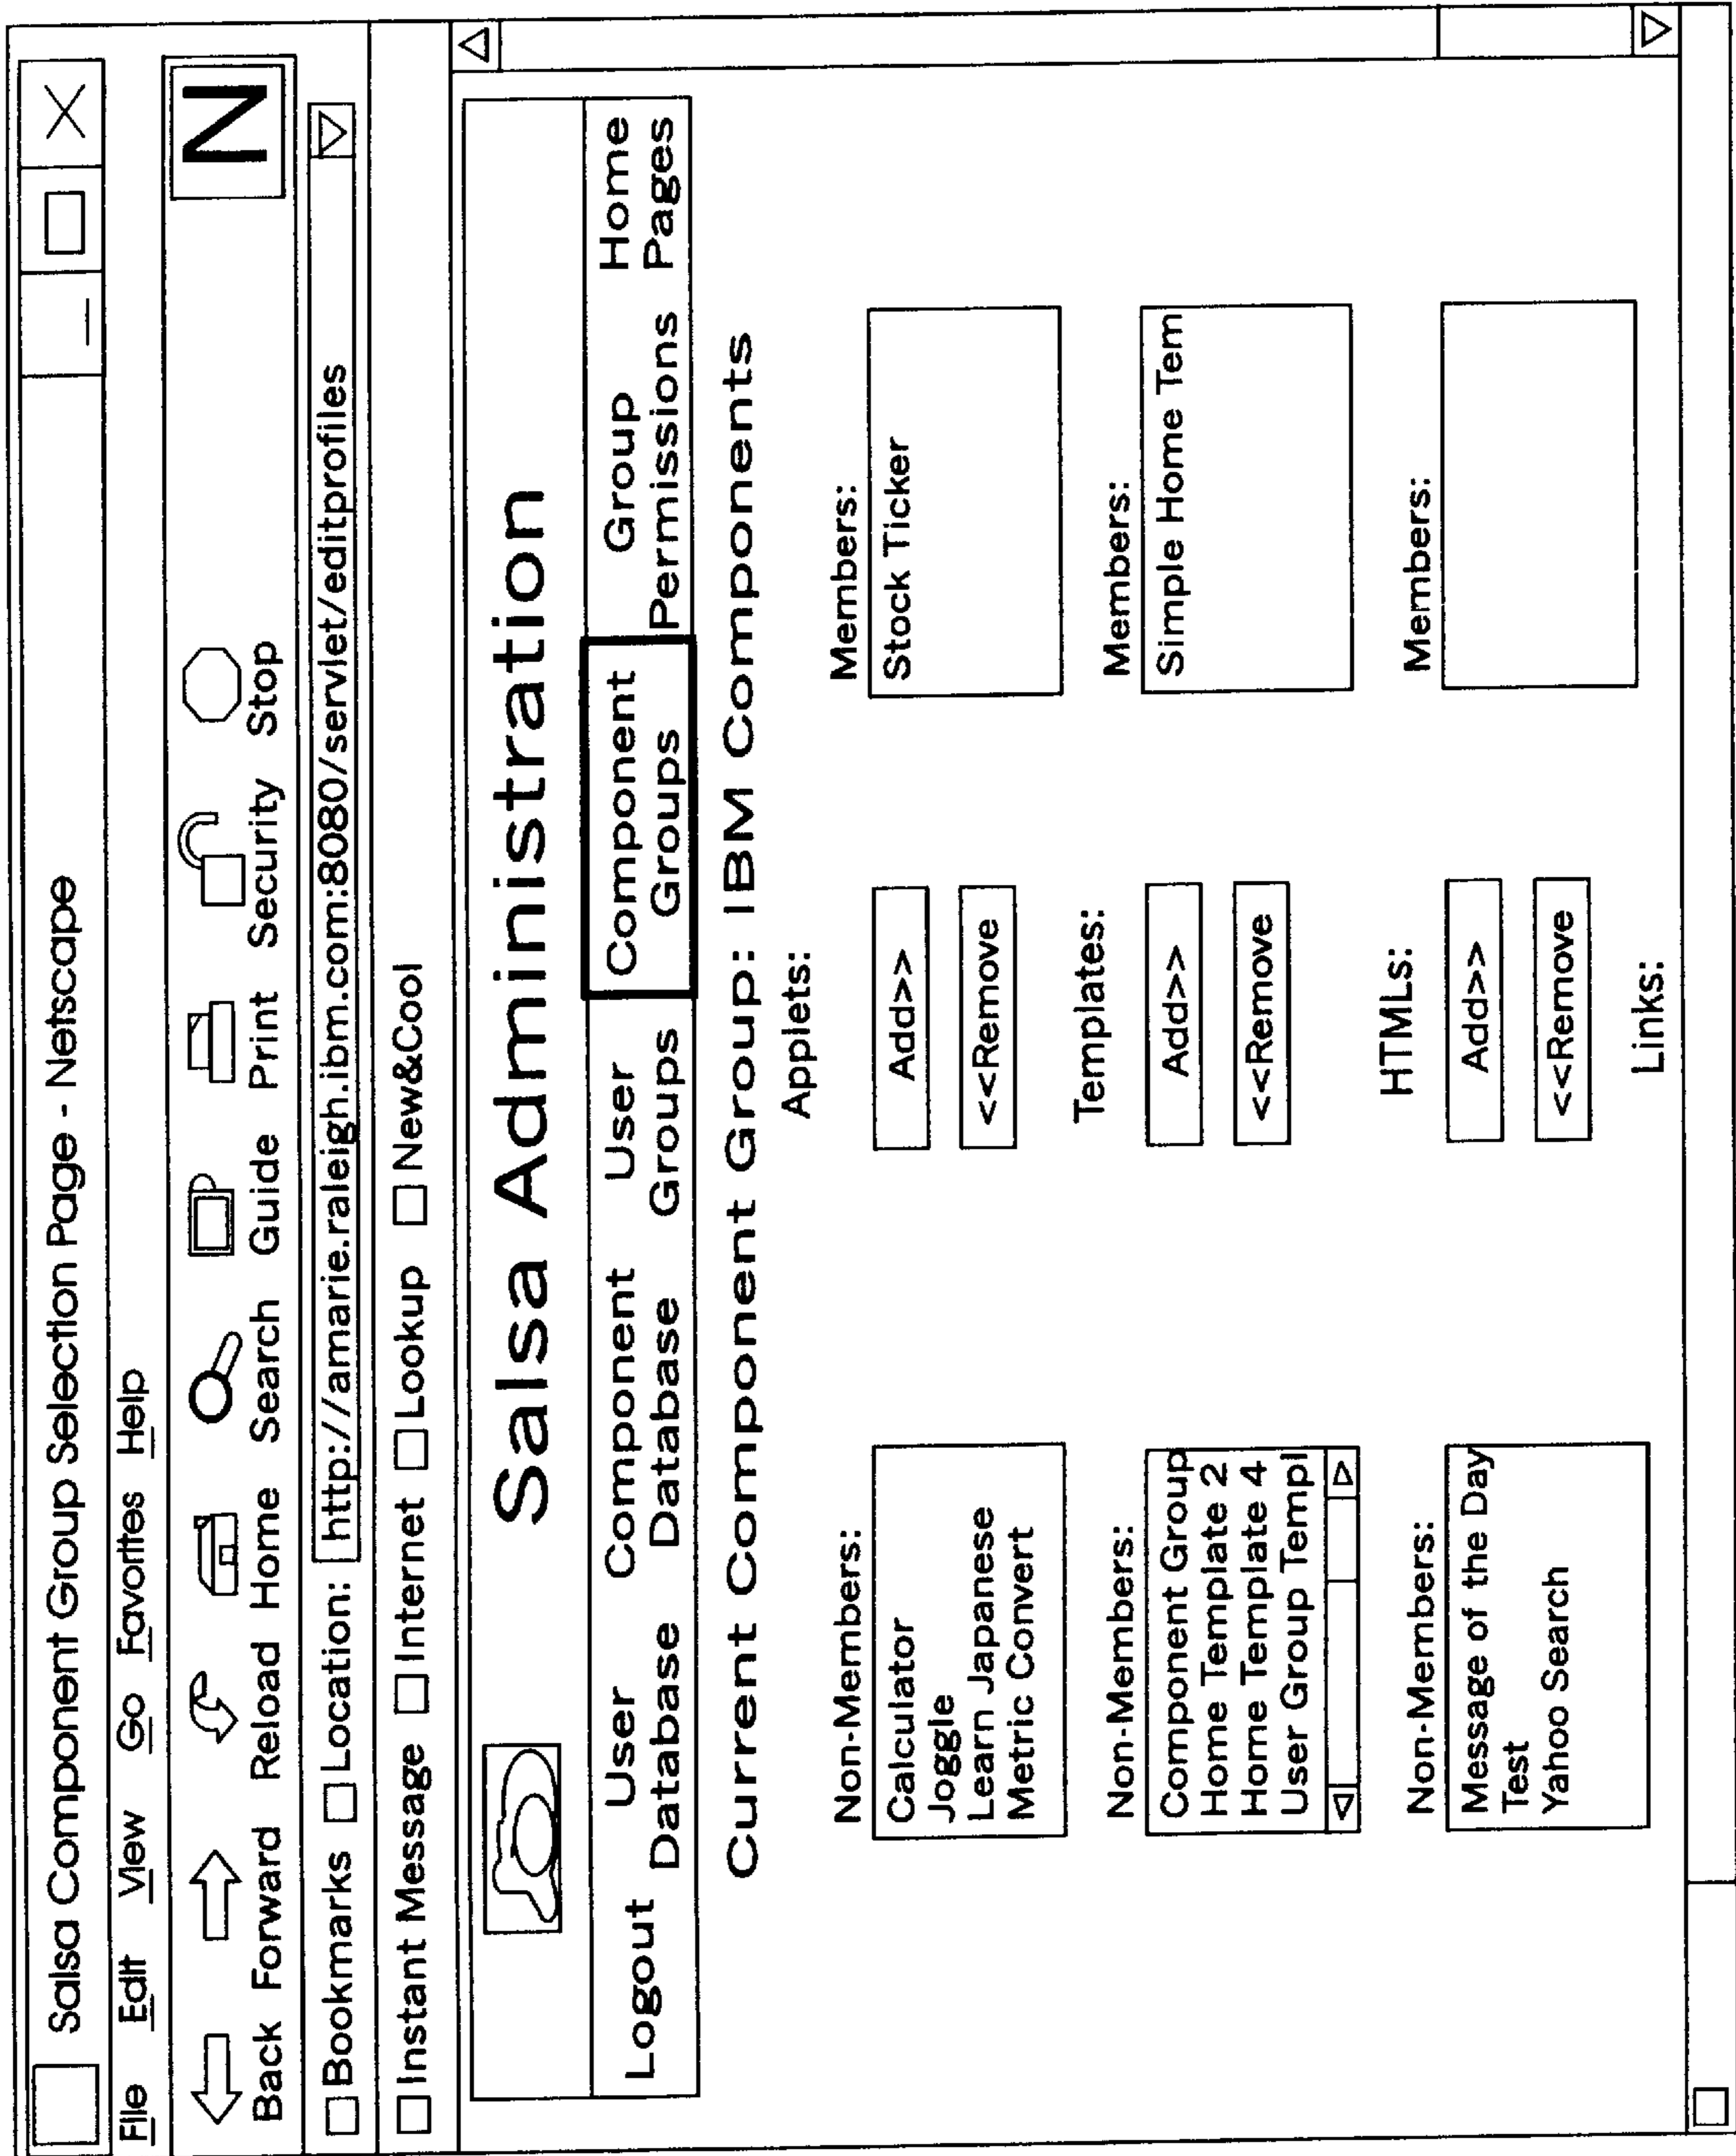 Salsa Component Group Selection Page - Netscape
File Edit View Go Favorites Help
N
Back Forward Reload Home Search Guide Print Security Stop
Bookmarks Location: http://amarie.raleigh.ibm.com:8080/servlet/editprofiles
Instant Message Internet Lookup New&Cool
Salsa Administration
Logout User Database Component Database User Groups Component Groups Group Permissions Home Pages
Current Component Group: IBM Components
Applets:
Non-Members: Members:
Calculator
Joggle
Learn Japanese
Metric Convert
Add>>
<<Remove
Stock Ticker
Templates:
Non-Members: Members:
Component Group
Home Template 2
Home Template 4
User Group Templ
Add>>
<<Remove
Simple Home Tem
HTMLs:
Non-Members: Members:
Message of the Day
Test
Yahoo Search
Add>>
<<Remove
Links: